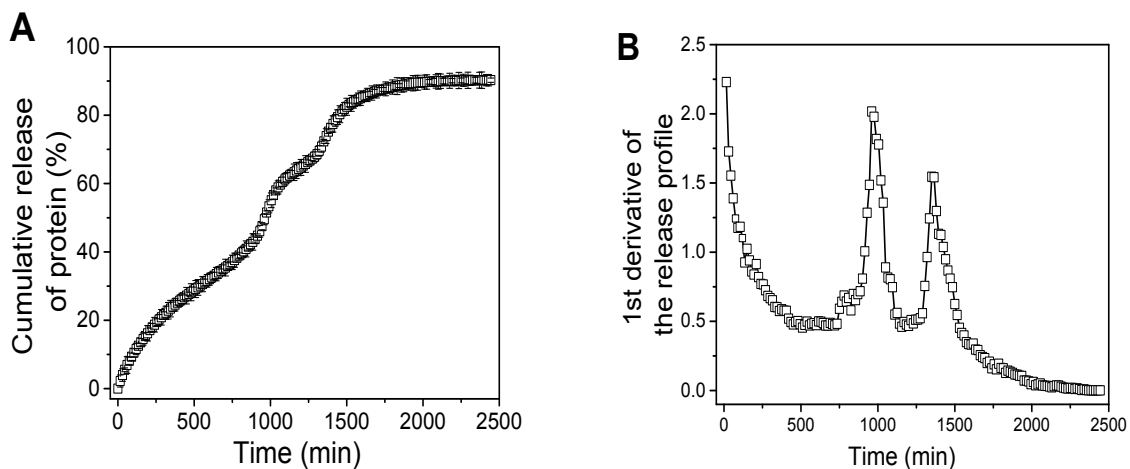 A
Cumulative release
of protein (%)
100
80
60
40
20
0
0 500 1000 1500 2000 2500
Time (min)
B
1st derivative of
the release profile
2.5
2.0
1.5
1.0
0.5
0.0
500 1000 1500 2000 2500
Time (min)